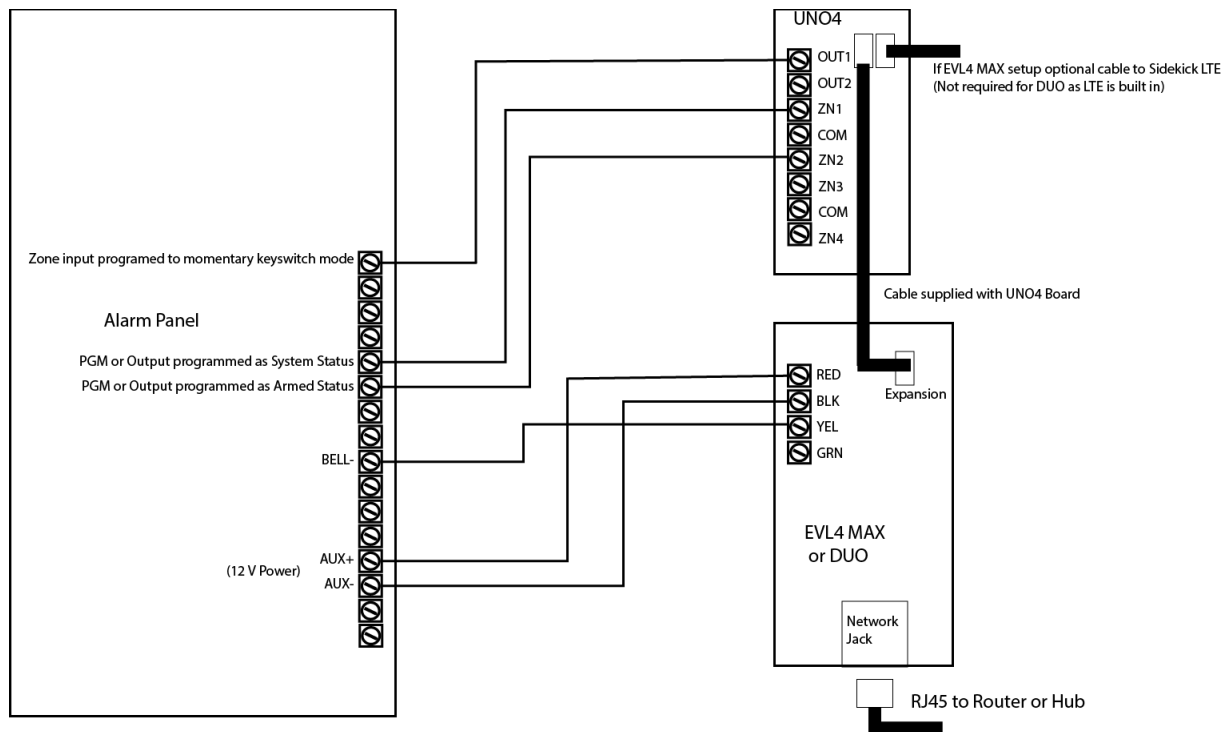 UNO4
OUT1
OUT2
ZN1
COM
ZN2
ZN3
COM
ZN4
If EVL4 MAX setup optional cable to Sidekick LTE
(Not required for DUO as LTE is built in)
Zone input programed to momentary keyswitch mode
Alarm Panel
PGM or Output programmed as System Status
PGM or Output programmed as Armed Status
BELL-
AUX+
(12 V Power)
AUX-
Cable supplied with UNO4 Board
RED
BLK
YEL
GRN
Expansion
EVL4 MAX
or DUO
Network
Jack
RJ45 to Router or Hub